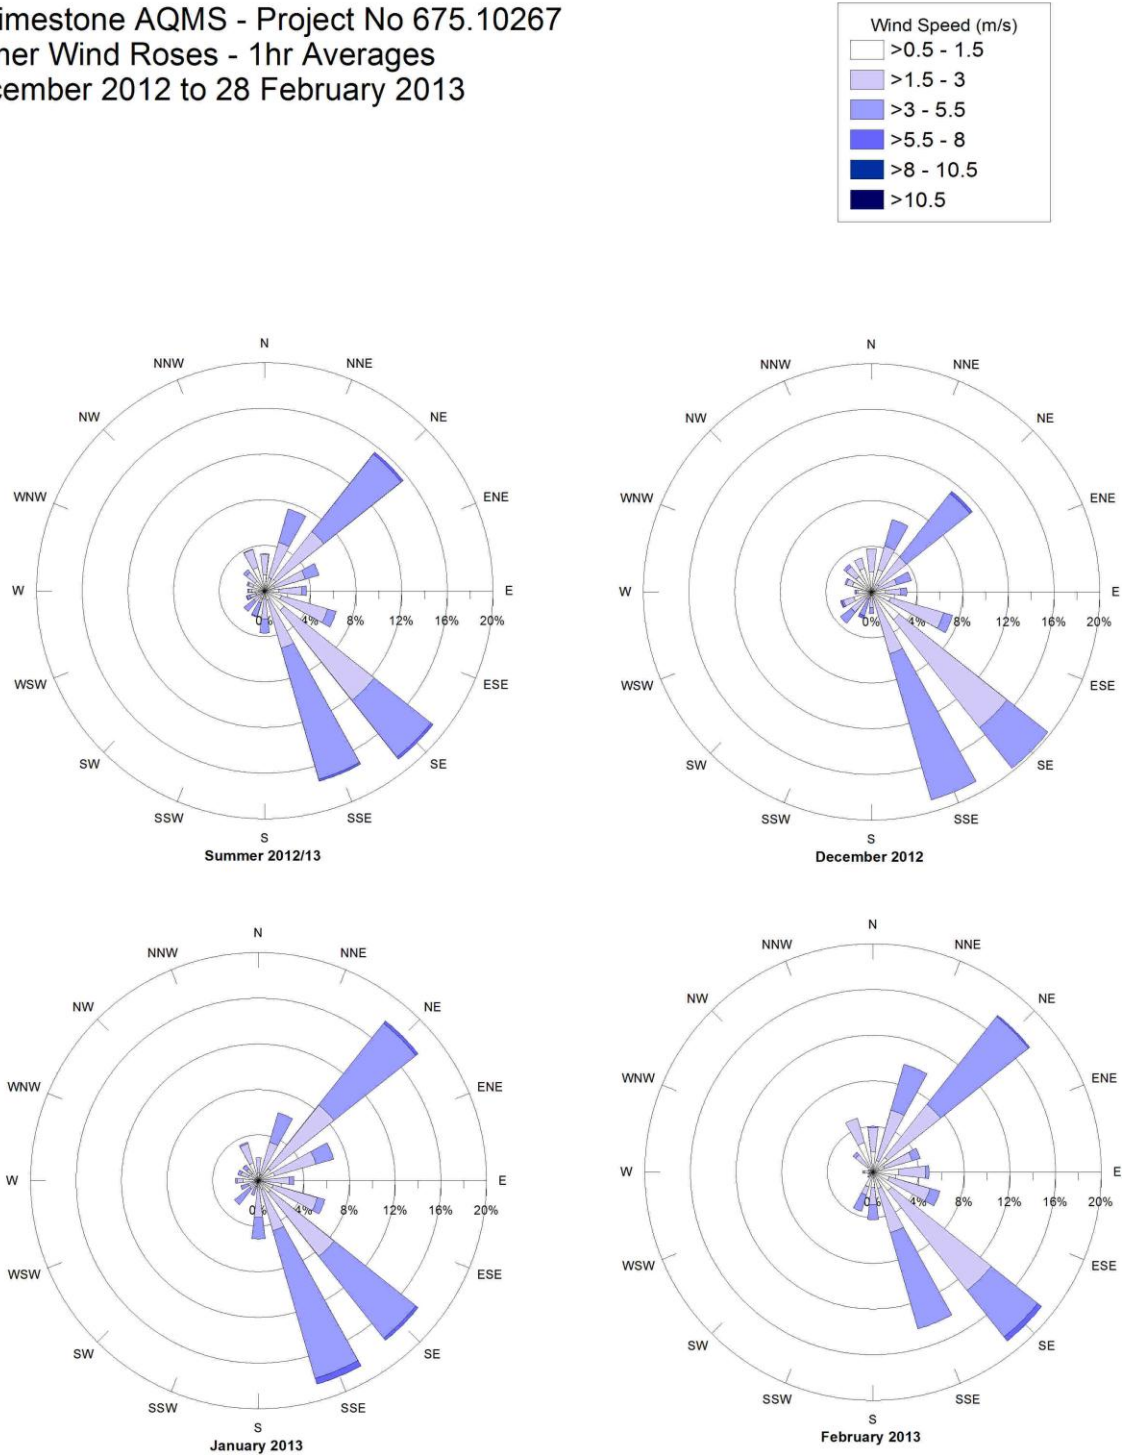 imestone AQMS - Project No 675.10267
ner Wind Roses - 1hr Averages
cember 2012 to 28 February 2013
Wind Speed (m/s)
>0.5 - 1.5
>1.5 - 3
>3 - 5.5
>5.5 - 8
>8 - 10.5
>10.5
N
NNW
NNE
NW
NE
WNW
ENE
W
E
0% 4% 8% 12% 16% 20%
WSW
ESE
SW
SE
SSW
SSE
S
Summer 2012/13
N
NNW
NNE
NW
NE
WNW
ENE
W
E
0% 4% 8% 12% 16% 20%
WSW
ESE
SW
SE
SSW
SSE
S
December 2012
N
NNW
NNE
NW
NE
WNW
ENE
W
E
0% 4% 8% 12% 16% 20%
WSW
ESE
SW
SE
SSW
SSE
S
January 2013
N
NNW
NNE
NW
NE
WNW
ENE
W
E
0% 4% 8% 12% 16% 20%
WSW
ESE
SW
SE
SSW
SSE
S
February 2013